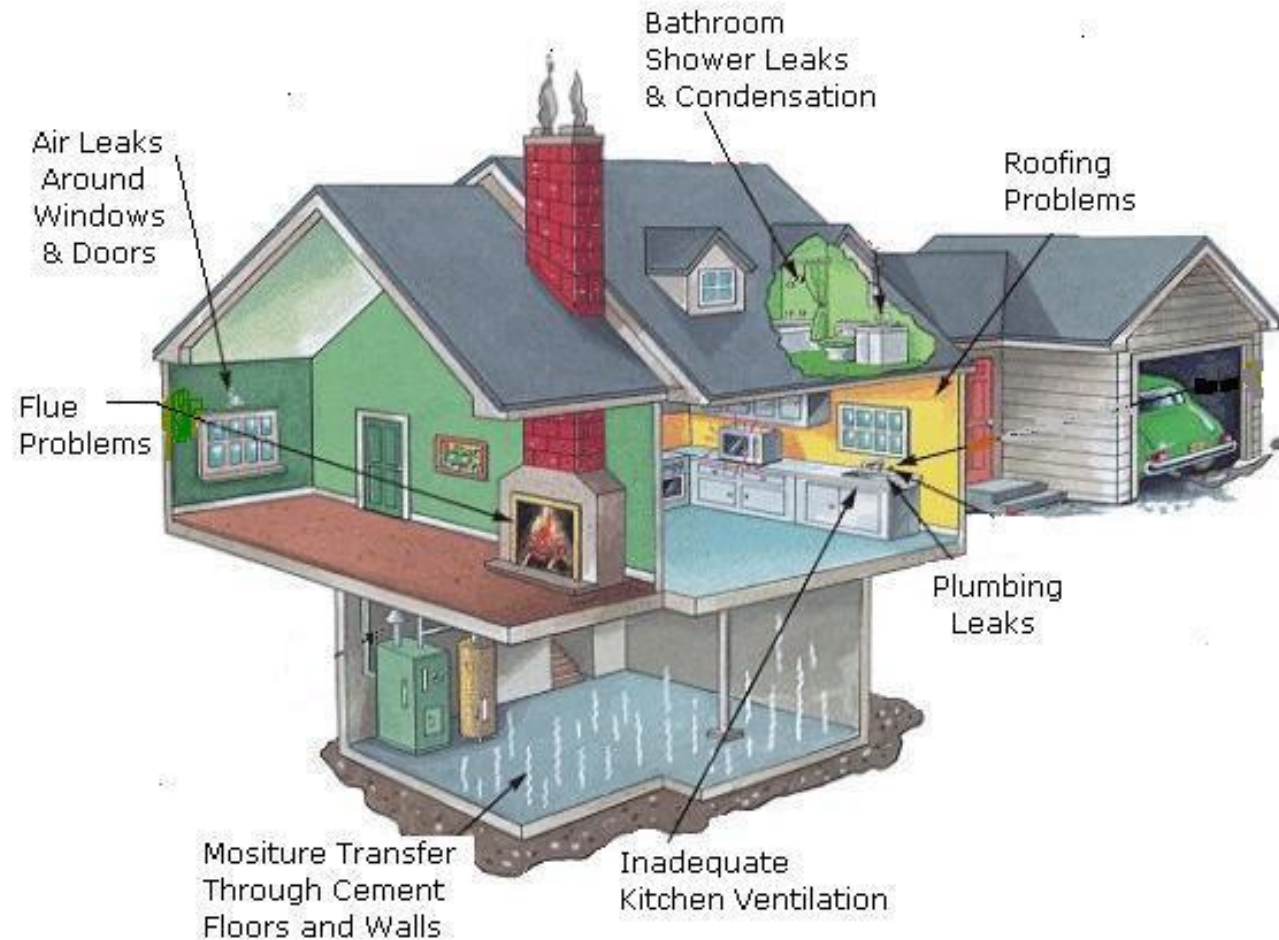 Bathroom
Shower Leaks
& Condensation
Air Leaks
Around
Windows
& Doors
Roofing
Problems
Flue
Problems
Plumbing
Leaks
Mositure Transfer
Through Cement
Floors and Walls
Inadequate
Kitchen Ventilation